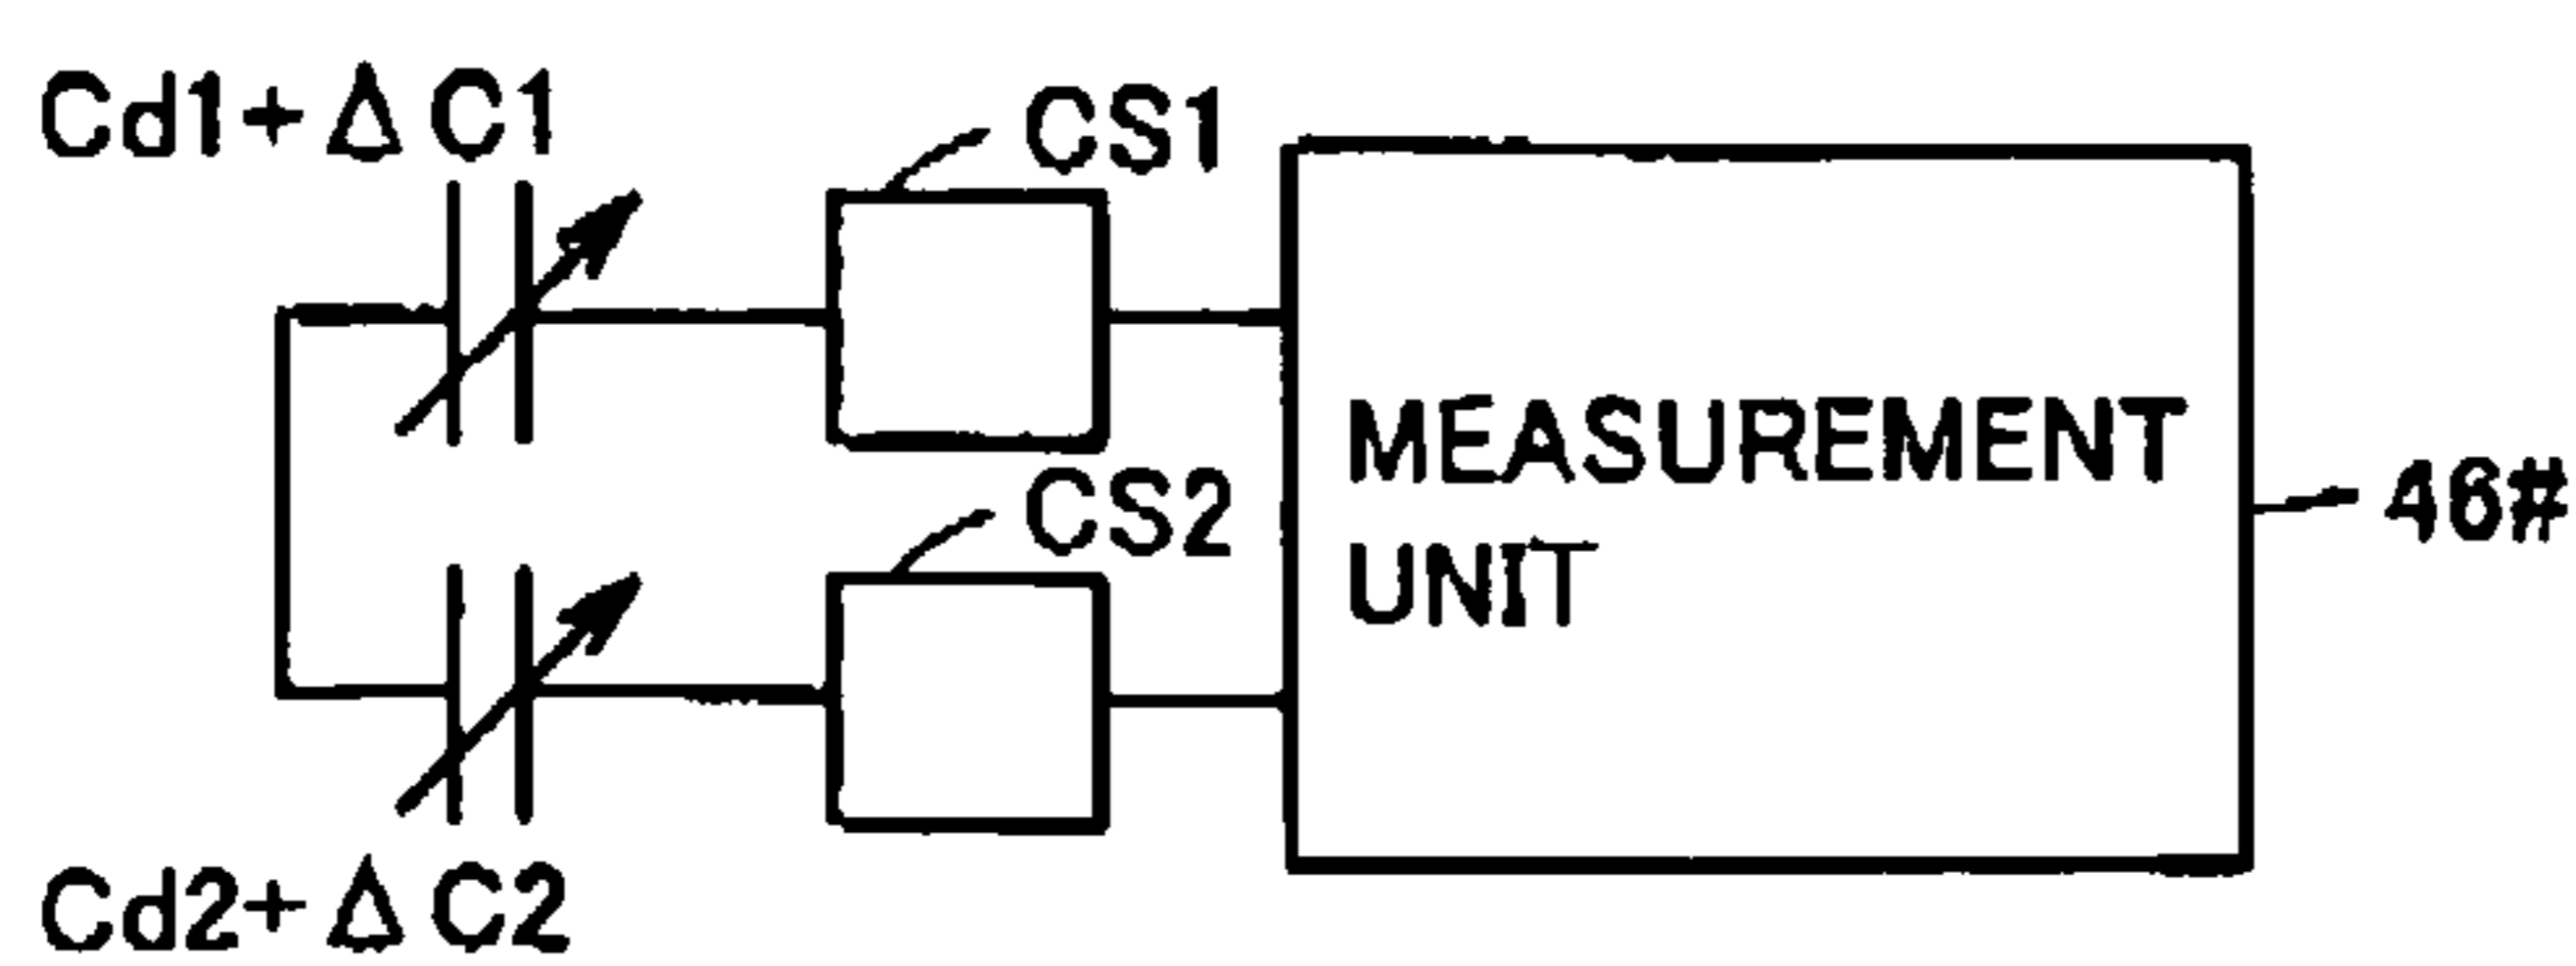 Cd1+ΔC1
CS1
MEASUREMENT
UNIT
46#
CS2
Cd2+ΔC2